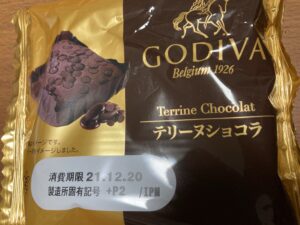 GODIVA
Belgium 1926
Terrine Chocolat
テリーヌショコラ
消費期限 21.12.20
製造所固有記号 +P2